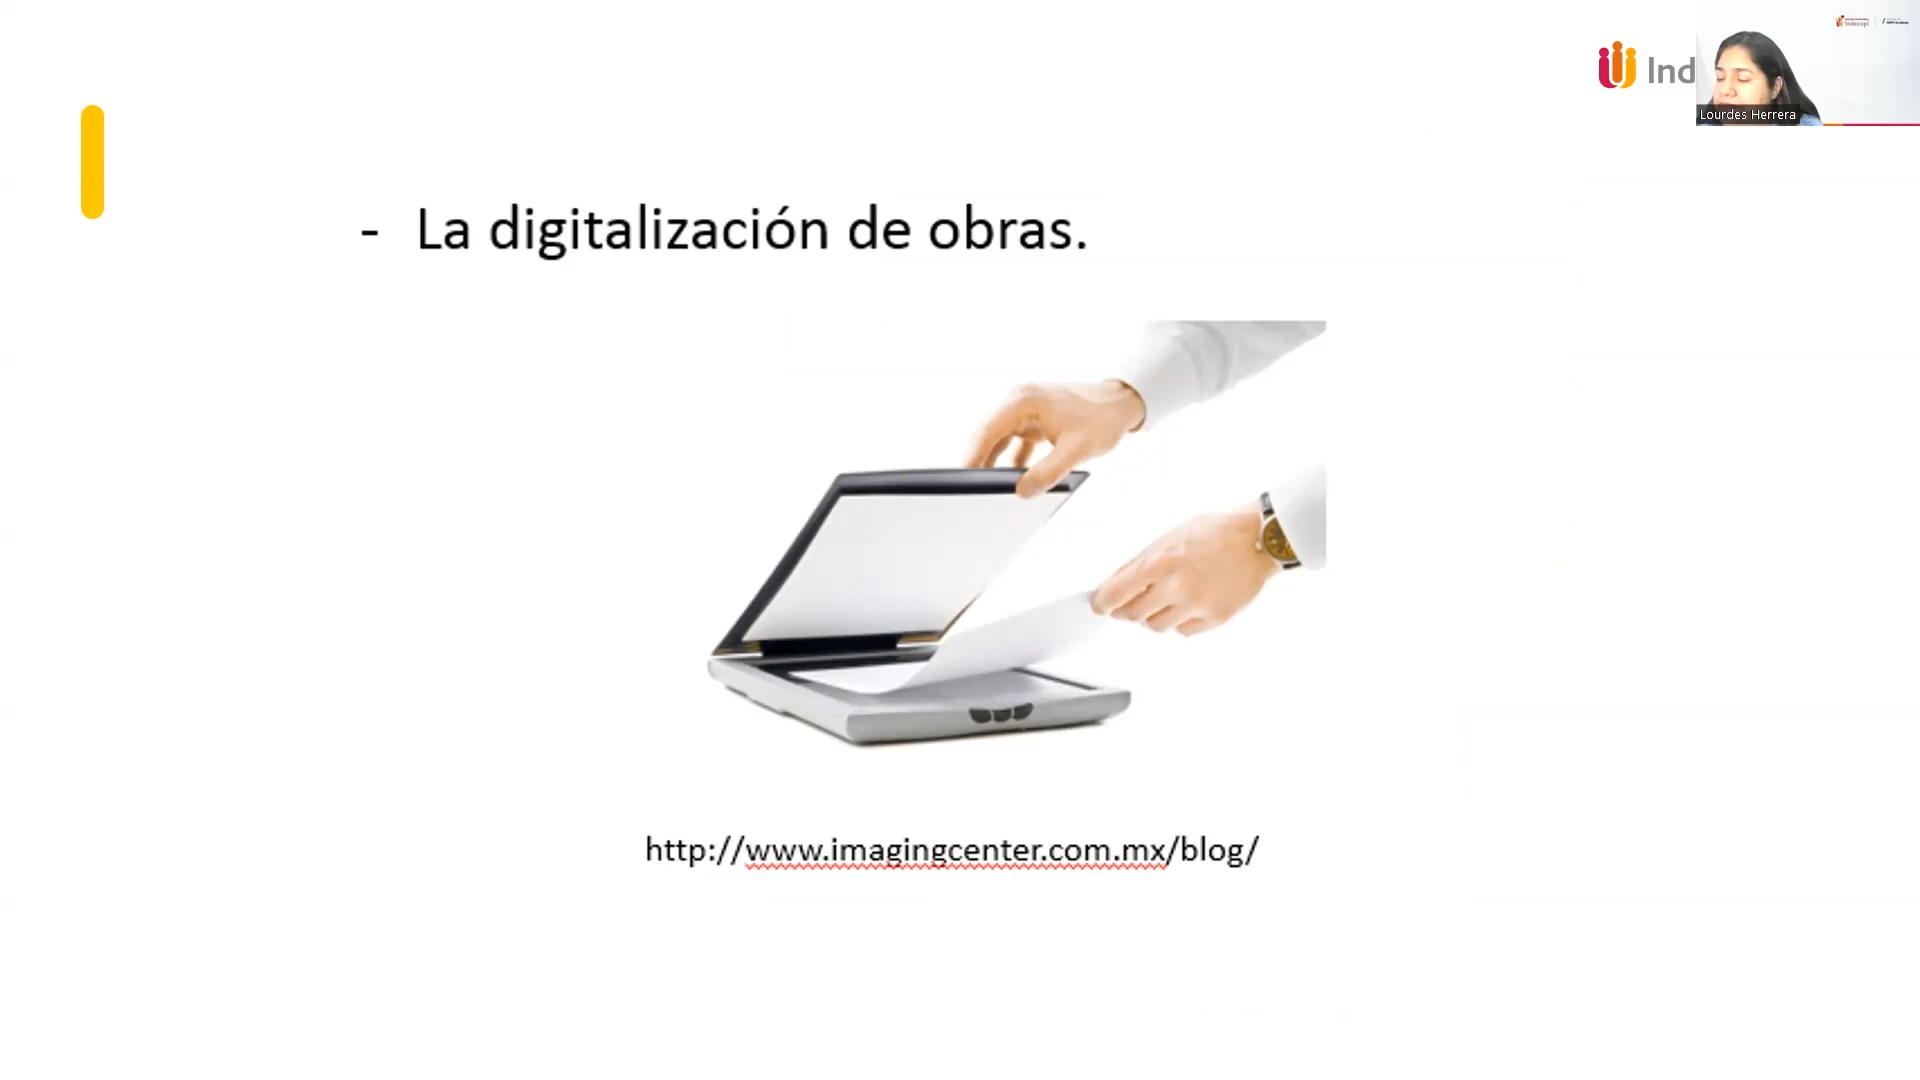 Ind
Lourdes Herrera
- La digitalización de obras.
http://www.imagingcenter.com.mx/blog/